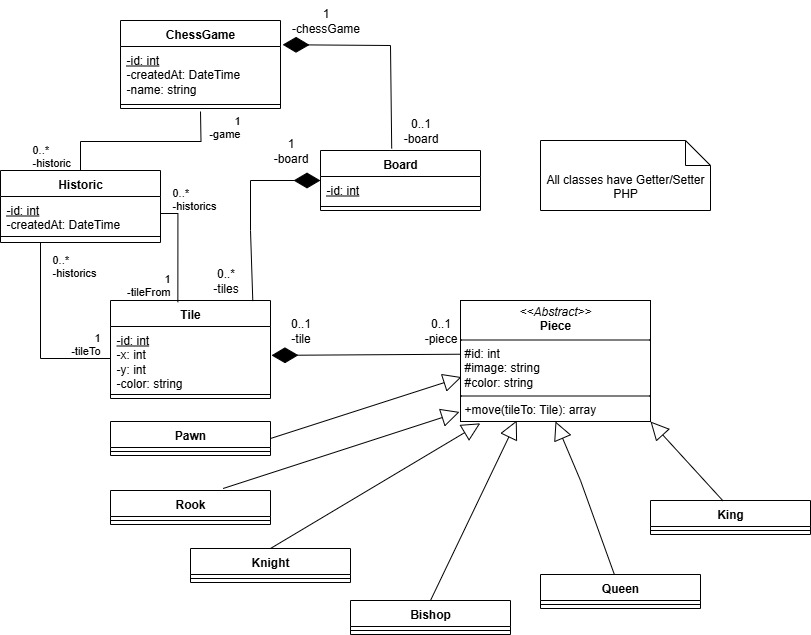 1
-chessGame
ChessGame
-id: int
-createdAt: DateTime
-name: string
1
-game
0..1
-board
0..*
-historic
1
-board
Board
-id: int
All classes have Getter/Setter
PHP
Historic
-id: int
-createdAt: DateTime
0..*
-historics
0..*
-historics
1
-tileFrom
0..*
-tiles
Tile
-id: int
-x: int
-y: int
-color: string
1
-tileTo
0..1
-tile
0..1
-piece
<<Abstract>>
Piece
#id: int
#image: string
#color: string
+move(tileTo: Tile): array
Pawn
Rook
Knight
Bishop
Queen
King